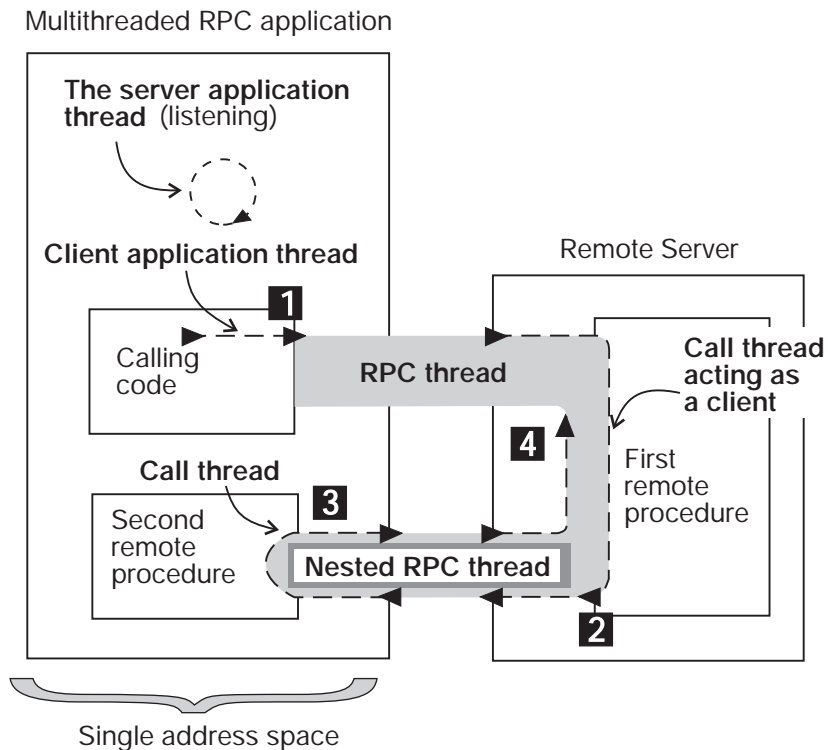 Multithreaded RPC application
The server application
thread (listening)
Client application thread
1
Calling
code
RPC thread
Remote Server
Call thread
acting as
a client
4
First
remote
procedure
Call thread
3
Second
remote
procedure
Nested RPC thread
2
Single address space